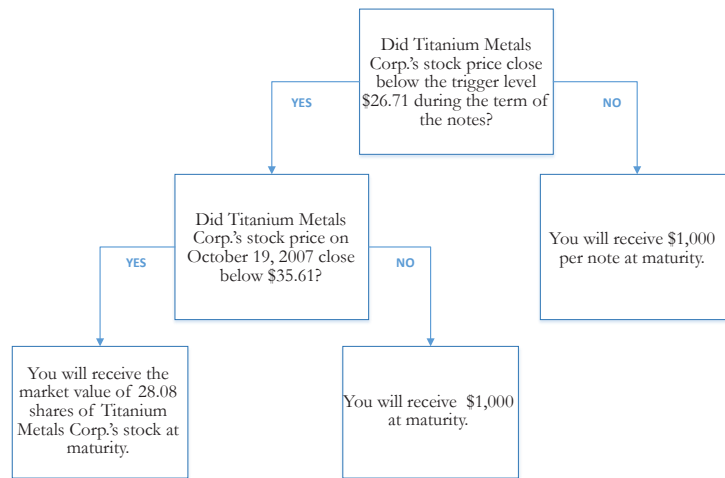 Did Titanium Metals
Corp.'s stock price close
below the trigger level
$26.71 during the term of
the notes?
YES
NO
Did Titanium Metals
Corp.'s stock price on
October 19, 2007 close
below $35.61?
You will receive $1,000
per note at maturity.
YES
NO
You will receive the
market value of 28.08
shares of Titanium
Metals Corp.'s stock at
maturity.
You will receive $1,000
at maturity.